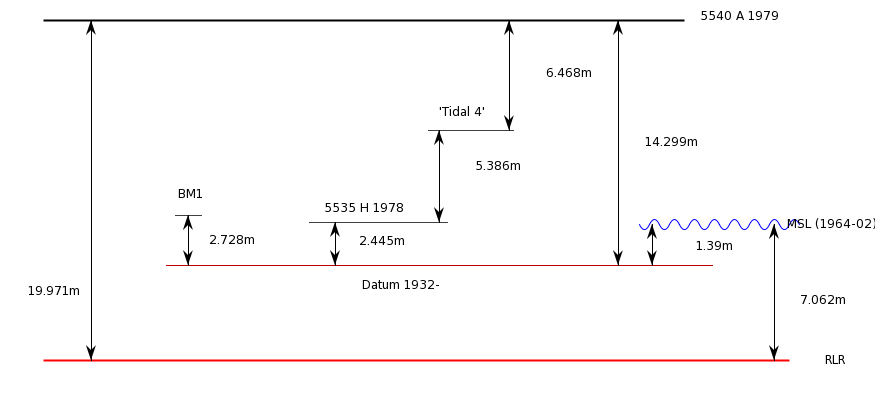 5540 A 1979
6.468m
'Tidal 4'
14.299m
5.386m
BM1
5535 H 1978
MSL (1964-02)
2.728m
2.445m
1.39m
Datum 1932-
19.971m
7.062m
RLR